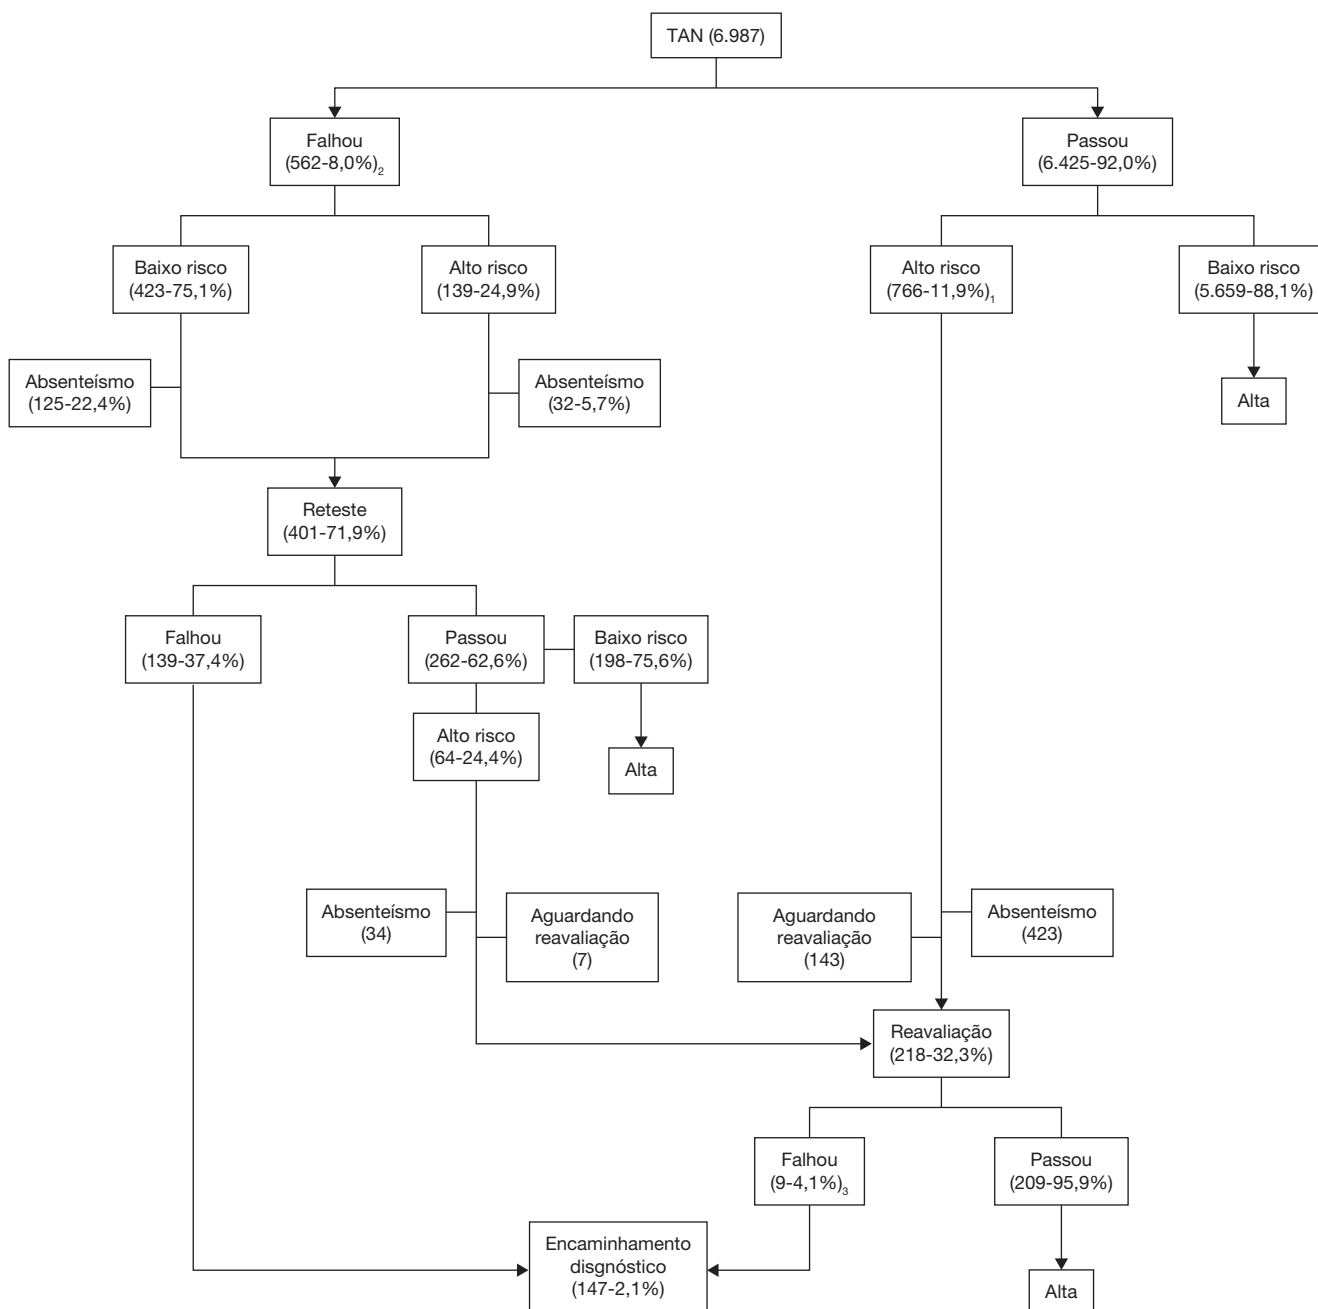 TAN (6.987)
Falhou
(562-8,0%)2
Passou
(6.425-92,0%)
Baixo risco
(423-75,1%)
Alto risco
(139-24,9%)
Alto risco
(766-11,9%)1
Baixo risco
(5.659-88,1%)
Absenteísmo
(125-22,4%)
Absenteísmo
(32-5,7%)
Alta
Reteste
(401-71,9%)
Falhou
(139-37,4%)
Passou
(262-62,6%)
Baixo risco
(198-75,6%)
Alto risco
(64-24,4%)
Alta
Absenteísmo
(34)
Aguardando
reavaliação
(7)
Aguardando
reavaliação
(143)
Absenteísmo
(423)
Reavaliação
(218-32,3%)
Falhou
(9-4,1%)3
Passou
(209-95,9%)
Encaminhamento
disgnóstico
(147-2,1%)
Alta